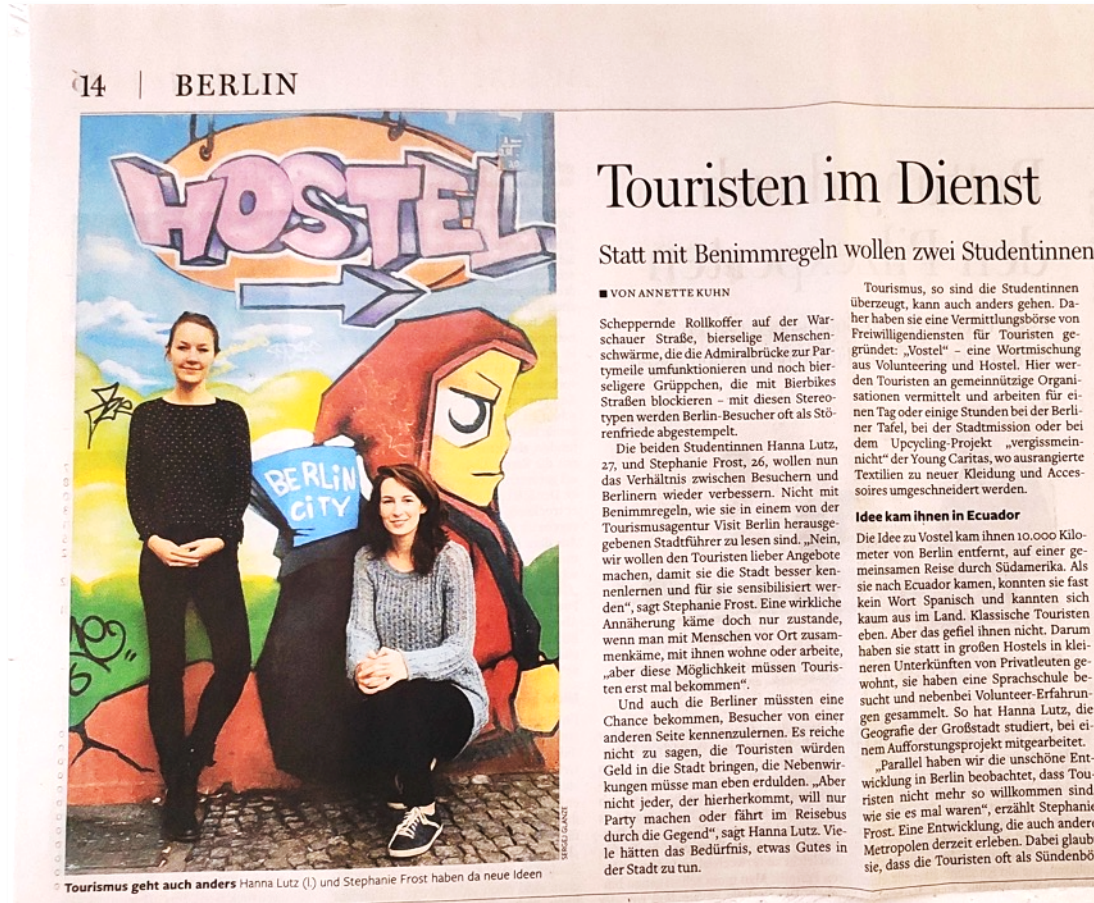 14 | BERLIN
HOSTEL
BERLIN
CITY
SERGEJ GLANZE
Tourismus geht auch anders Hanna Lutz (l.) und Stephanie Frost haben da neue Ideen
Touristen im Dienst
Statt mit Benimmregeln wollen zwei Studentinnen
■ VON ANNETTE KUHN
Scheppernde Rollkoffer auf der War-
schauer Straße, bierselige Menschen-
schwärme, die die Admiralbrücke zur Par-
tymeile umfunktionieren und noch bier-
seligere Grüppchen, die mit Bierbikes
Straßen blockieren – mit diesen Stereo-
typen werden Berlin-Besucher oft als Stö-
renfriede abgestempelt.
Die beiden Studentinnen Hanna Lutz,
27, und Stephanie Frost, 26, wollen nun
das Verhältnis zwischen Besuchern und
Berlinern wieder verbessern. Nicht mit
Benimmregeln, wie sie in einem von der
Tourismusagentur Visit Berlin herausge-
gebenen Stadtführer zu lesen sind. „Nein,
wir wollen den Touristen lieber Angebote
machen, damit sie die Stadt besser ken-
nenlernen und für sie sensibilisiert wer-
den“, sagt Stephanie Frost. Eine wirkliche
Annäherung käme doch nur zustande,
wenn man mit Menschen vor Ort zusam-
menkäme, mit ihnen wohne oder arbeite,
„aber diese Möglichkeit müssen Touris-
ten erst mal bekommen“.
Und auch die Berliner müssten eine
Chance bekommen, Besucher von einer
anderen Seite kennenzulernen. Es reiche
nicht zu sagen, die Touristen würden
Geld in die Stadt bringen, die Nebenwir-
kungen müsse man eben erdulden. „Aber
nicht jeder, der hierherkommt, will nur
Party machen oder fährt im Reisebus
durch die Gegend“, sagt Hanna Lutz. Vie-
le hätten das Bedürfnis, etwas Gutes in
der Stadt zu tun.
Tourismus, so sind die Studentinnen
überzeugt, kann auch anders gehen. Da-
her haben sie eine Vermittlungsbörse von
Freiwilligendiensten für Touristen ge-
gründet: „Vostel“ – eine Wortmischung
aus Volunteering und Hostel. Hier wer-
den Touristen an gemeinnützige Organi-
sationen vermittelt und arbeiten für ei-
nen Tag oder einige Stunden bei der Berli-
ner Tafel, bei der Stadtmission oder bei
dem Upcycling-Projekt „vergissmein-
nicht“ der Young Caritas, wo ausrangierte
Textilien zu neuer Kleidung und Acces-
soires umgeschneidert werden.
Idee kam ihnen in Ecuador
Die Idee zu Vostel kam ihnen 10.000 Kilo-
meter von Berlin entfernt, auf einer ge-
meinsamen Reise durch Südamerika. Als
sie nach Ecuador kamen, konnten sie fast
kein Wort Spanisch und kannten sich
kaum aus im Land. Klassische Touristen
eben. Aber das gefiel ihnen nicht. Darum
haben sie statt in großen Hostels in klei-
neren Unterkünften von Privatleuten ge-
wohnt, sie haben eine Sprachschule be-
sucht und nebenbei Volunteer-Erfahrun-
gen gesammelt. So hat Hanna Lutz, die
Geografie der Großstadt studiert, bei ei-
nem Aufforstungsprojekt mitgearbeitet.
„Parallel haben wir die unschöne Ent-
wicklung in Berlin beobachtet, dass Tou-
risten nicht mehr so willkommen sind,
wie sie es mal waren“, erzählt Stephanie
Frost. Eine Entwicklung, die auch andere
Metropolen derzeit erleben. Dabei glaub
sie, dass die Touristen oft als Sündenbö